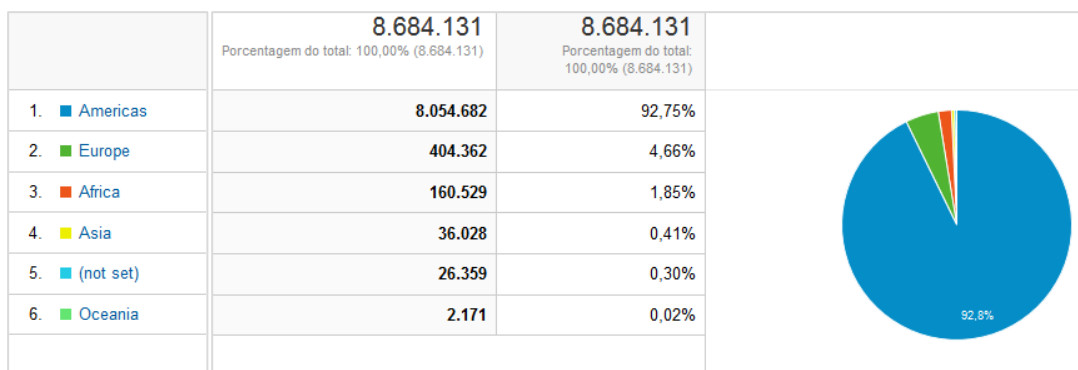 8.684.131
Porcentagem do total: 100,00% (8.684.131)
8.684.131
Porcentagem do total:
100,00% (8.684.131)
1. Americas 8.054.682 92,75%
2. Europe 404.362 4,66%
3. Africa 160.529 1,85%
4. Asia 36.028 0,41%
5. (not set) 26.359 0,30%
6. Oceania 2.171 0,02%
92,8%